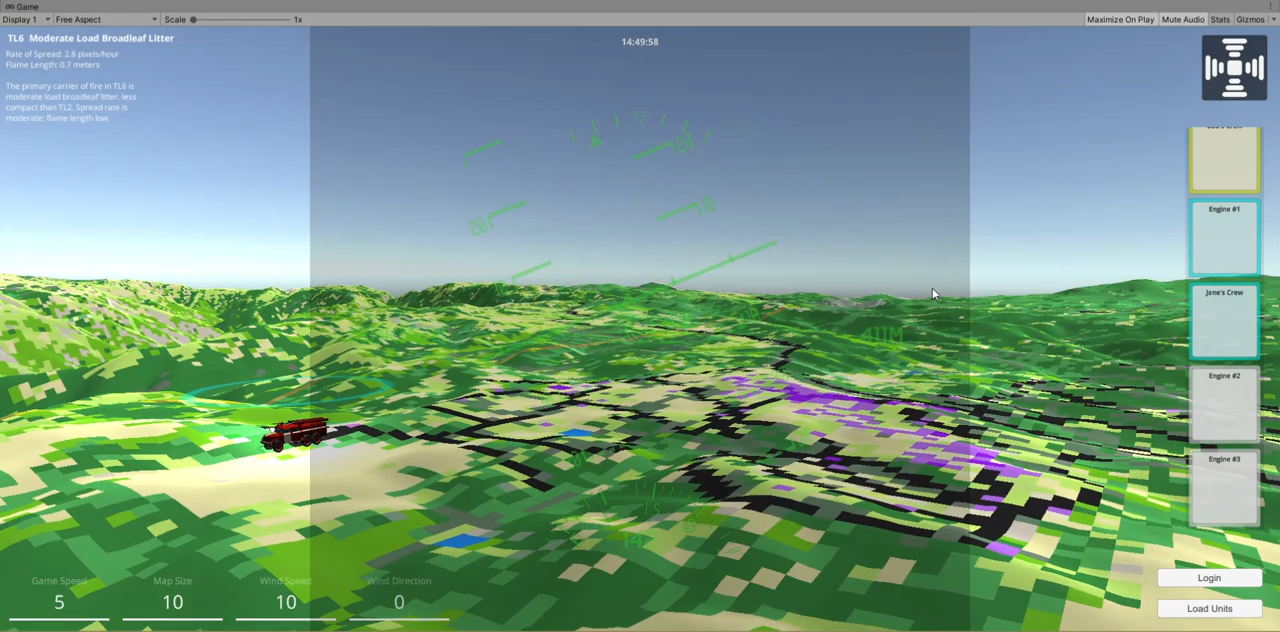 Game
Display 1
Free Aspect
Scale
1x
Maximize On Play
Mute Audio
Stats
Gizmos
TL6 Moderate Load Broadleaf Litter
Rate of Spread: 2.8 pixels/hour
Flame Length: 0.7 meters
The primary carrier of fire in TL6 is
moderate load broadleaf litter, less
compact than TL2. Spread rate is
moderate; flame length low.
14:49:58
Engine #1
Jane's Crew
411M
Engine #2
Engine #3
Game Speed
Map Size
Wind Speed
Wind Direction
5
10
10
0
Login
Load Units